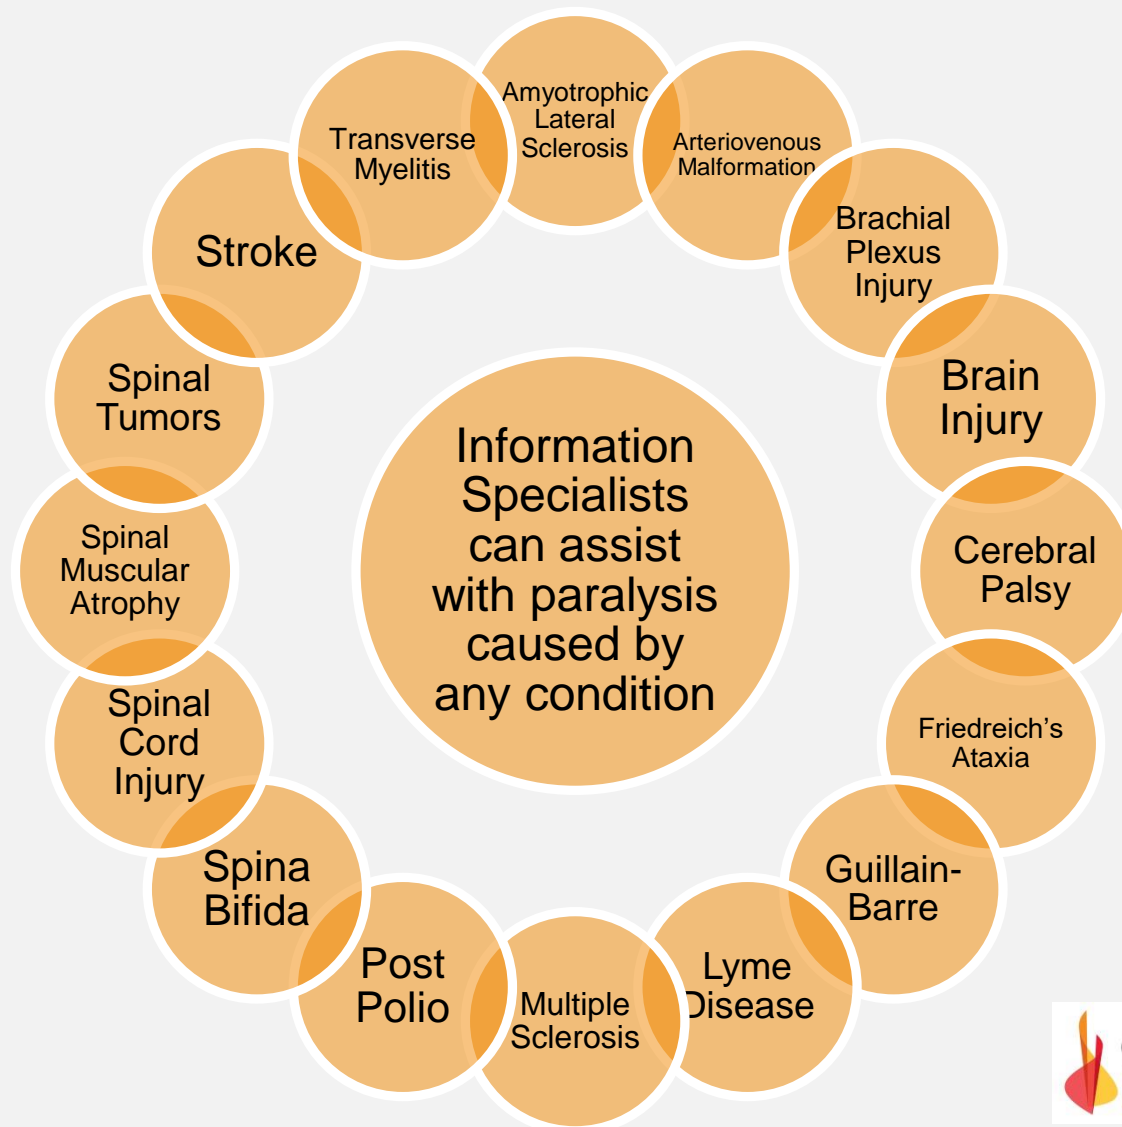 Amyotrophic
Lateral
Sclerosis
Arteriovenous
Malformation
Brachial
Plexus
Injury
Brain
Injury
Cerebral
Palsy
Friedreich’s
Ataxia
Guillain-
Barre
Lyme
Disease
Multiple
Sclerosis
Post
Polio
Spina
Bifida
Spinal
Cord
Injury
Spinal
Muscular
Atrophy
Spinal
Tumors
Stroke
Transverse
Myelitis
Information
Specialists
can assist
with paralysis
caused by
any condition